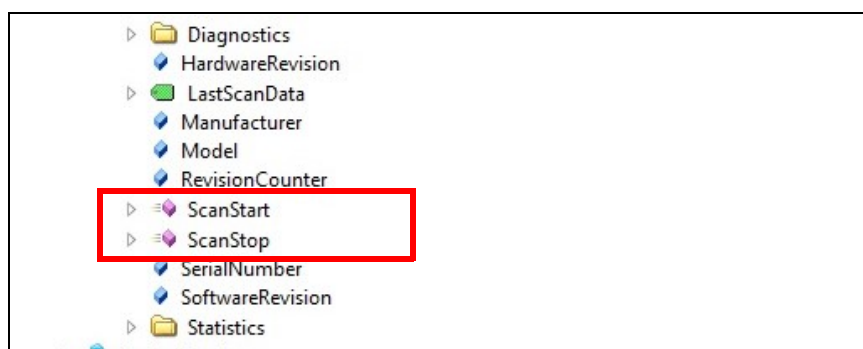 Diagnostics
HardwareRevision
LastScanData
Manufacturer
Model
RevisionCounter
ScanStart
ScanStop
SerialNumber
SoftwareRevision
Statistics